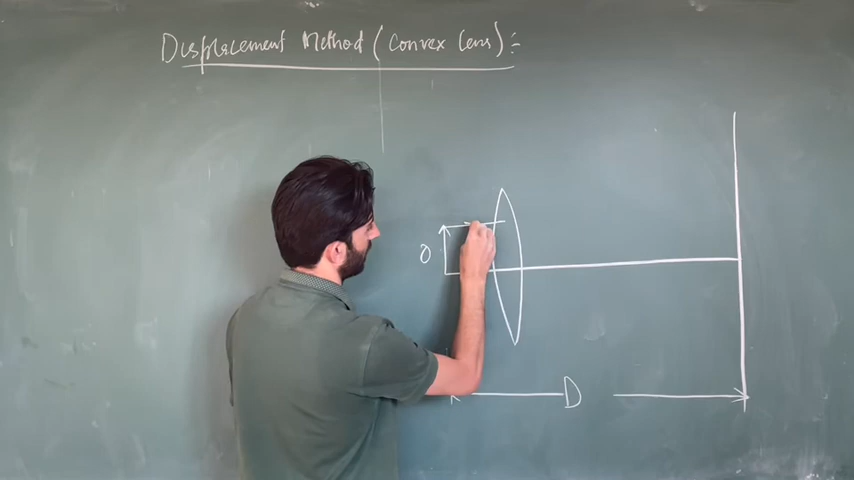 Displacement Method (Convex Lens) :-
O
D